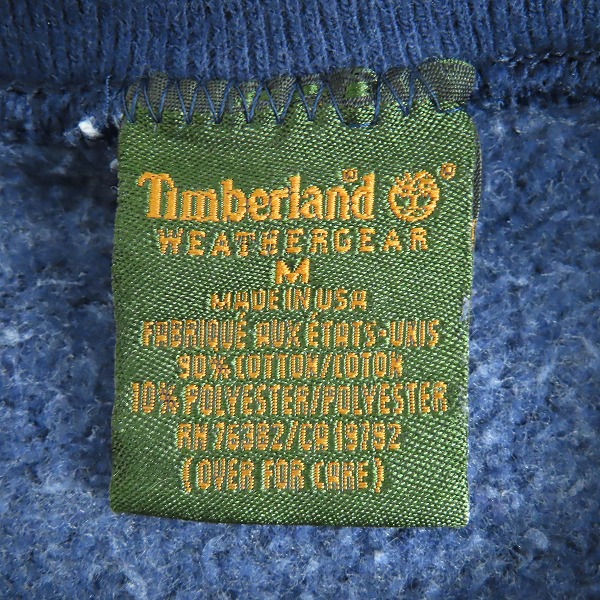 Timberland
WEATHERGEAR
M
MADE IN USA
FABRIQUÉ AUX ÉTATS-UNIS
90% COTTON/COTON
10% POLYESTER/POLYESTER
RN 76382/CA 19792
(OVER FOR CARE)